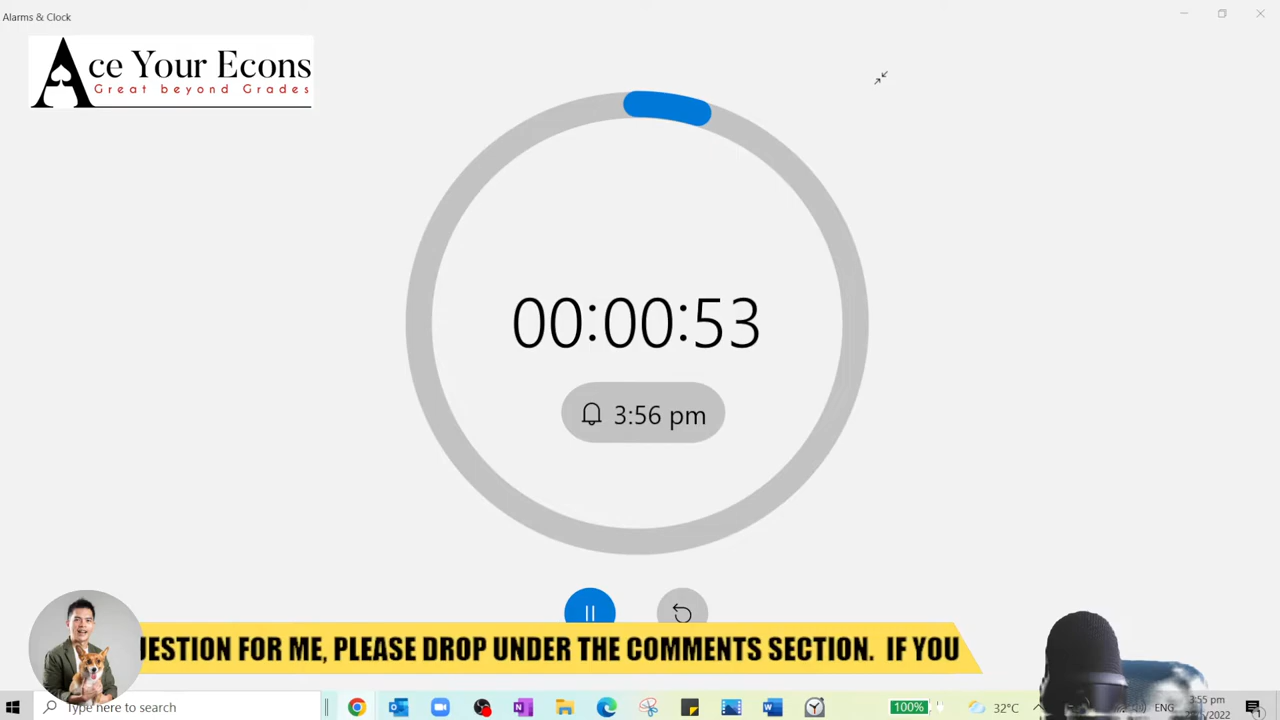 Alarms & Clock
Ace Your Econs
Great beyond Grades
00:00:53
3:56 pm
UESTION FOR ME, PLEASE DROP UNDER THE COMMENTS SECTION. IF YOU
Type here to search
100%
32°C
ENG
3:55 pm